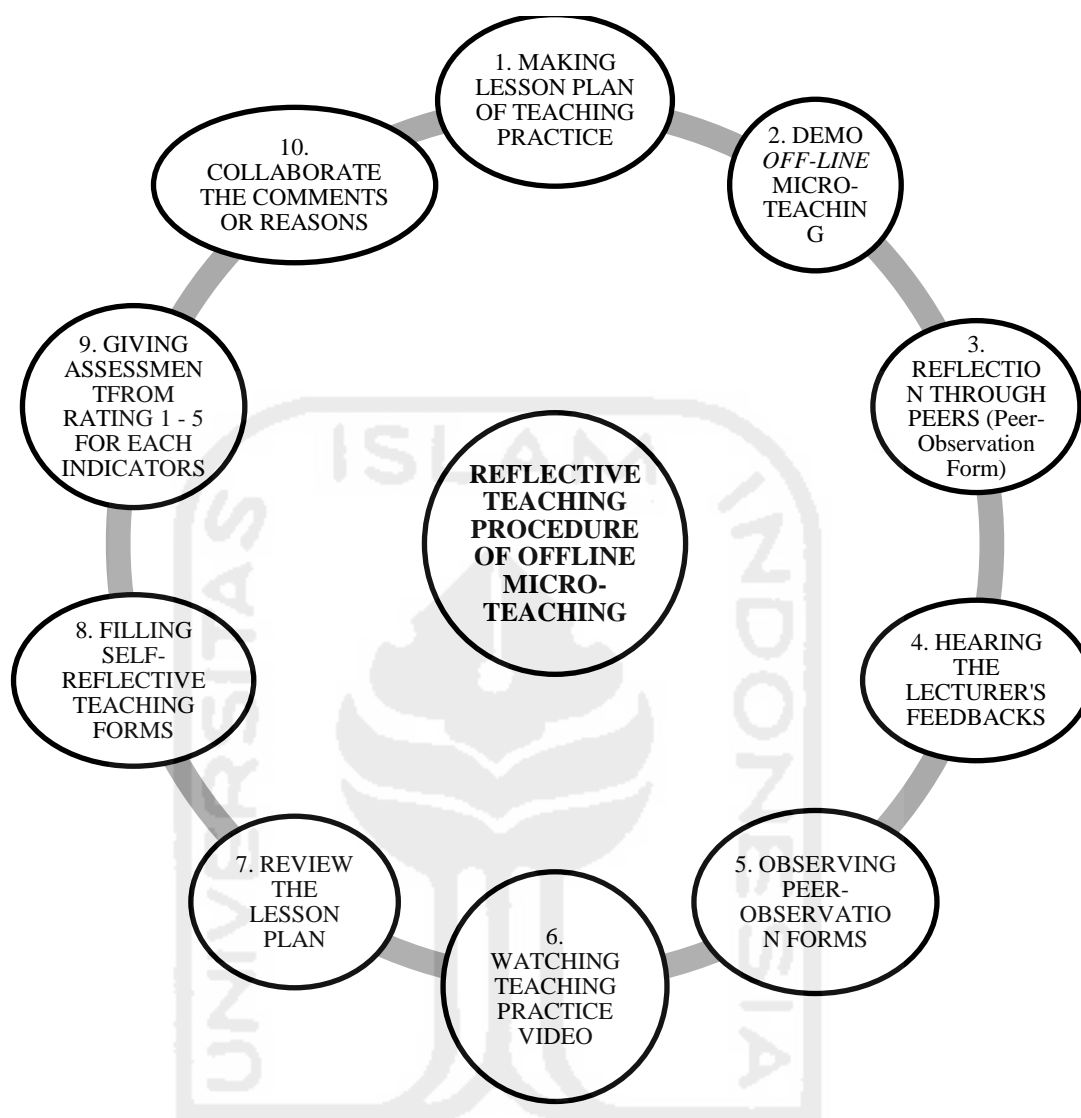 1. MAKING
LESSON PLAN
OF TEACHING
PRACTICE
2. DEMO
OFF-LINE
MICRO-
TEACHIN
G
3.
REFLECTIO
N THROUGH
PEERS (Peer-
Observation
Form)
4. HEARING
THE
LECTURER'S
FEEDBACKS
5. OBSERVING
PEER-
OBSERVATIO
N FORMS
6.
WATCHING
TEACHING
PRACTICE
VIDEO
7. REVIEW
THE
LESSON
PLAN
8. FILLING
SELF-
REFLECTIVE
TEACHING
FORMS
9. GIVING
ASSESSMEN
TFROM
RATING 1 - 5
FOR EACH
INDICATORS
10.
COLLABORATE
THE COMMENTS
OR REASONS
REFLECTIVE
TEACHING
PROCEDURE
OF OFFLINE
MICRO-
TEACHING
UNIVERSITAS
ISLAM
INDONESIA